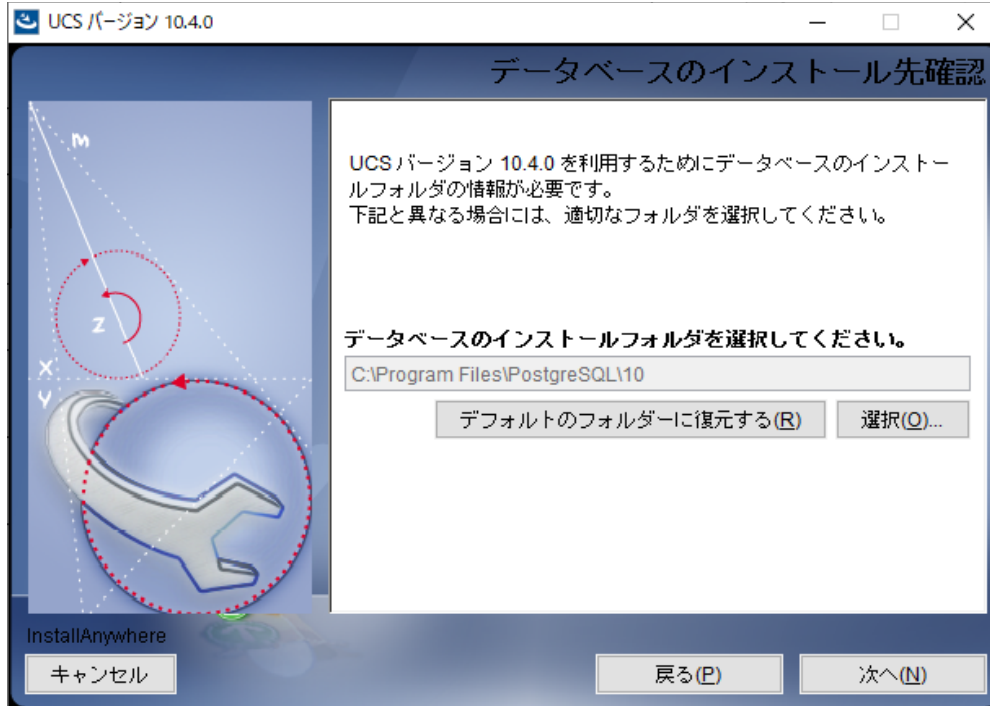 UCS バージョン 10.4.0
データベースのインストール先確認
m
z
X
Y
UCS バージョン 10.4.0 を利用するためにデータベースのインストー
ルフォルダの情報が必要です。
下記と異なる場合には、適切なフォルダを選択してください。
データベースのインストールフォルダを選択してください。
C:\Program Files\PostgreSQL\10
デフォルトのフォルダーに復元する(R)
選択(O)...
InstallAnywhere
キャンセル
戻る(P)
次へ(N)